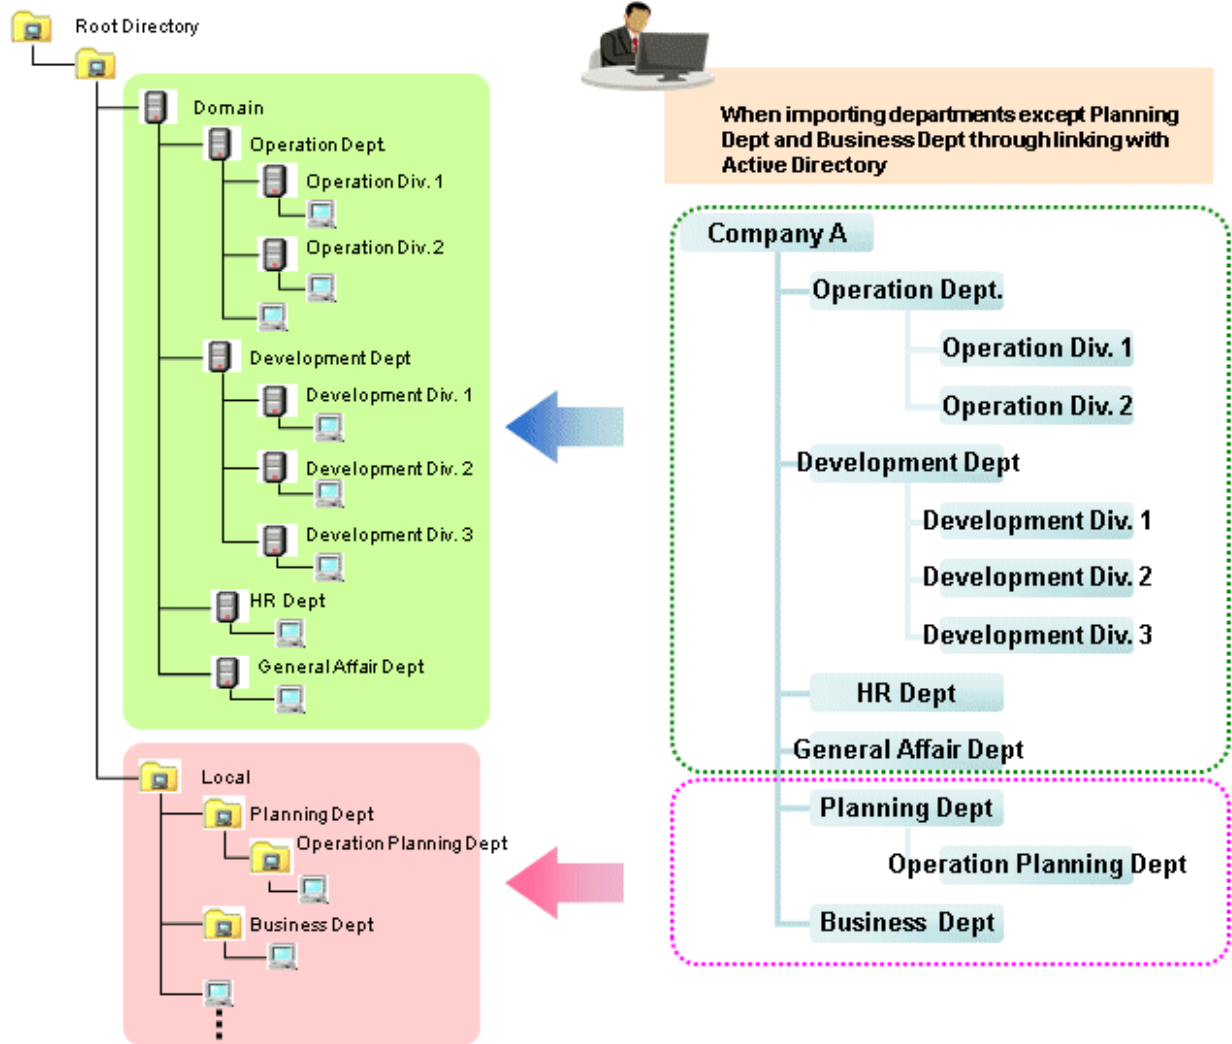 Root Directory
Domain
Operation Dept.
Operation Div. 1
Operation Div. 2
Development Dept
Development Div. 1
Development Div. 2
Development Div. 3
HR Dept
General Affair Dept
Local
Planning Dept
Operation Planning Dept
Business Dept
When importing departments except Planning
Dept and Business Dept through linking with
Active Directory
Company A
Operation Dept.
Operation Div. 1
Operation Div. 2
Development Dept
Development Div. 1
Development Div. 2
Development Div. 3
HR Dept
General Affair Dept
Planning Dept
Operation Planning Dept
Business Dept